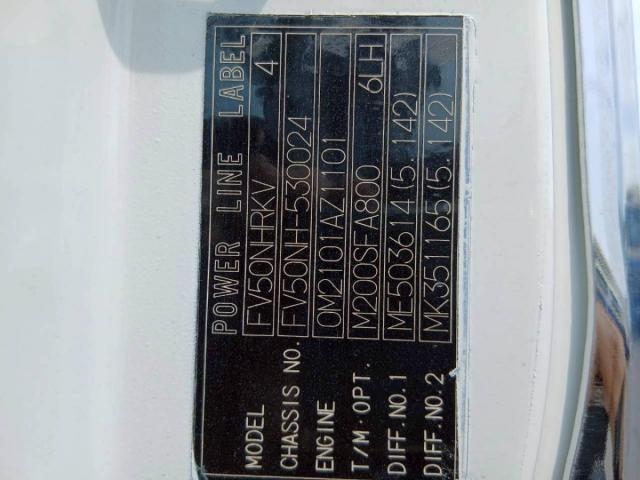 POWER LINE LABEL
MODEL FV50NHRKV 4
CHASSIS NO. FV50NH-530024
ENGINE 0M2101AZ1101
T/M·OPT. M200SFA800 6LH
DIFF.NO.1 ME503614(5.142)
DIFF.NO.2 MK351165(5.142)